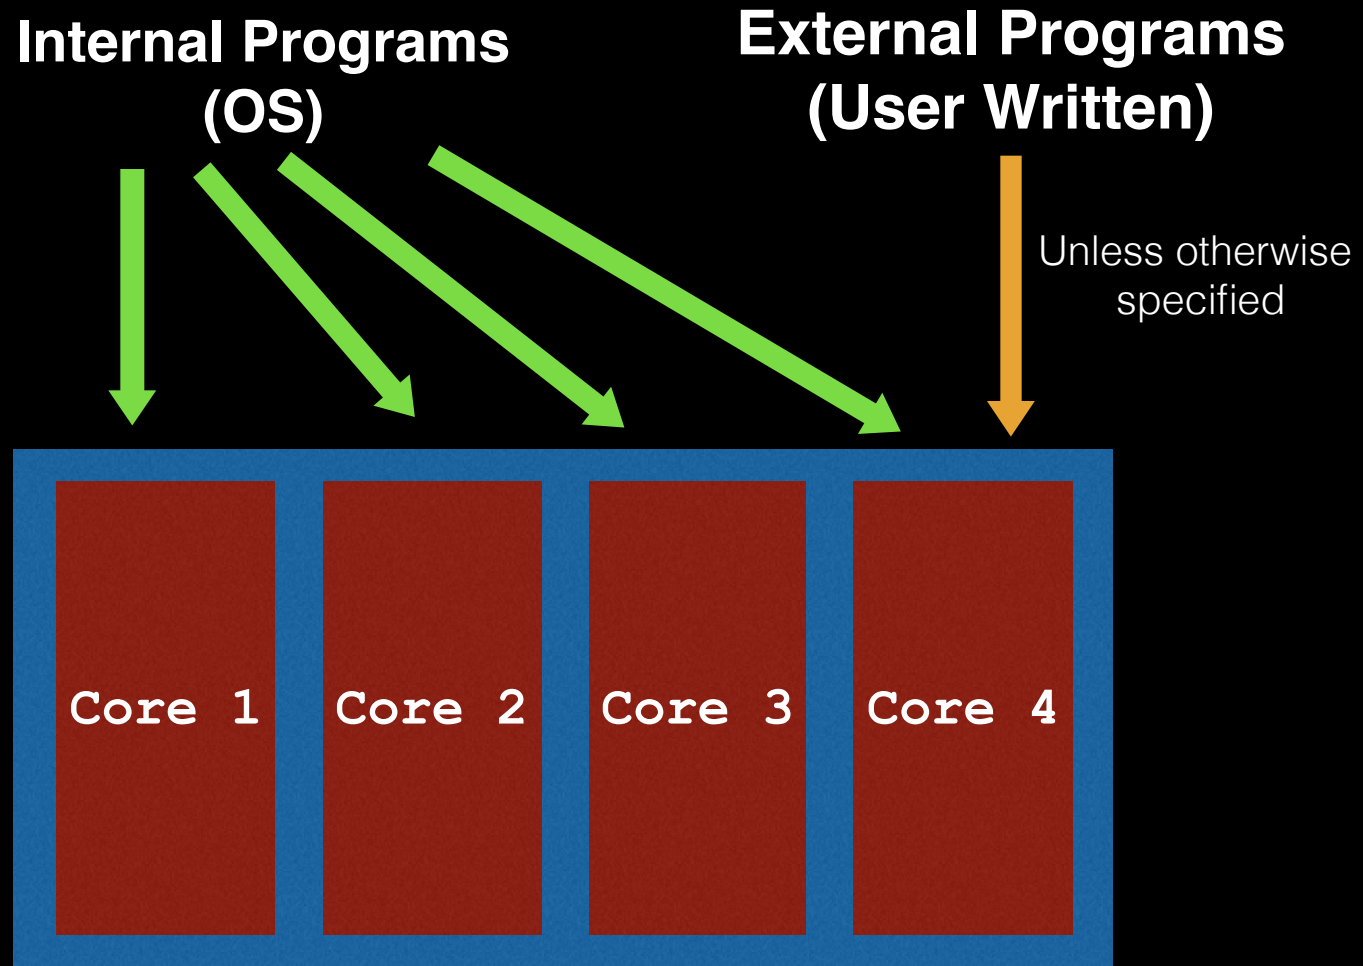 Internal Programs
(OS)
External Programs
(User Written)
Unless otherwise
specified
Core 1
Core 2
Core 3
Core 4